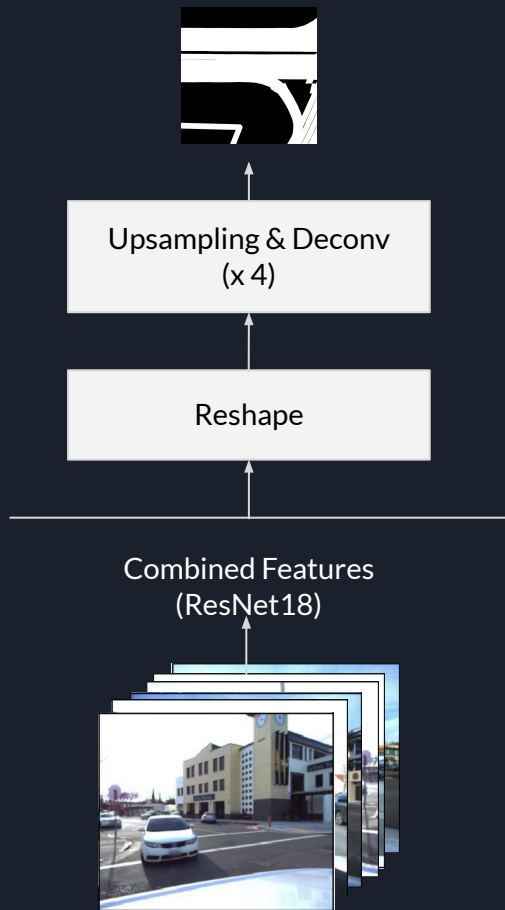 Upsampling & Deconv
(x 4)
Reshape
Combined Features
(ResNet18)